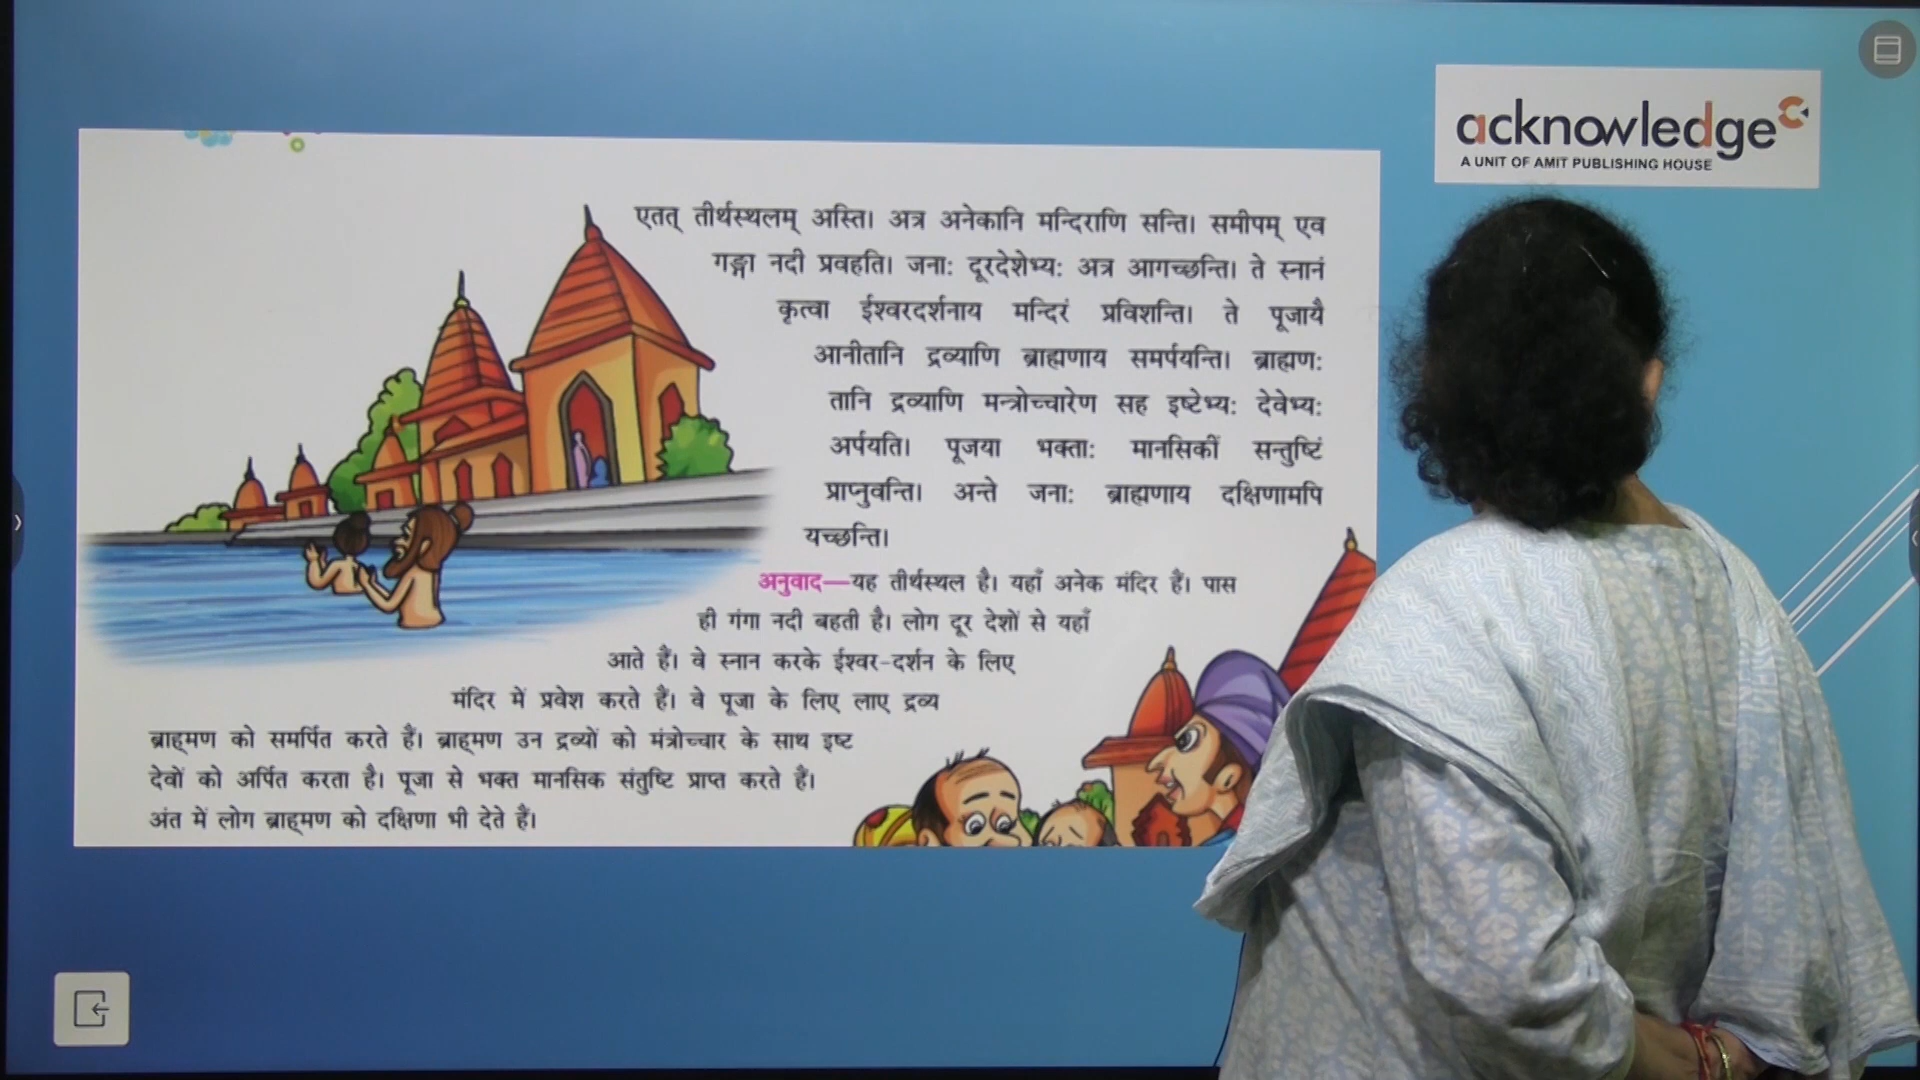 acknowledge
A UNIT OF AMIT PUBLISHING HOUSE
एतत् तीर्थस्थलम् अस्ति। अत्र अनेकानि मन्दिराणि सन्ति। समीपम् एव
गङ्गा नदी प्रवहति। जनाः दूरदेशेभ्यः अत्र आगच्छन्ति। ते स्नानं
कृत्वा ईश्वरदर्शनाय मन्दिरं प्रविशन्ति। ते पूजायै
आनीतानि द्रव्याणि ब्राह्मणाय समर्पयन्ति। ब्राह्मणः
तानि द्रव्याणि मन्त्रोच्चारेण सह इष्टेभ्यः देवेभ्यः
अर्पयति। पूजया भक्ताः मानसिकीं सन्तुष्टिं
प्राप्नुवन्ति। अन्ते जनाः ब्राह्मणाय दक्षिणामपि
यच्छन्ति।
अनुवाद—यह तीर्थस्थल है। यहाँ अनेक मंदिर हैं। पास
ही गंगा नदी बहती है। लोग दूर देशों से यहाँ
आते हैं। वे स्नान करके ईश्वर-दर्शन के लिए
मंदिर में प्रवेश करते हैं। वे पूजा के लिए लाए द्रव्य
ब्राह्मण को समर्पित करते हैं। ब्राह्मण उन द्रव्यों को मंत्रोच्चार के साथ इष्ट
देवों को अर्पित करता है। पूजा से भक्त मानसिक संतुष्टि प्राप्त करते हैं।
अंत में लोग ब्राह्मण को दक्षिणा भी देते हैं।